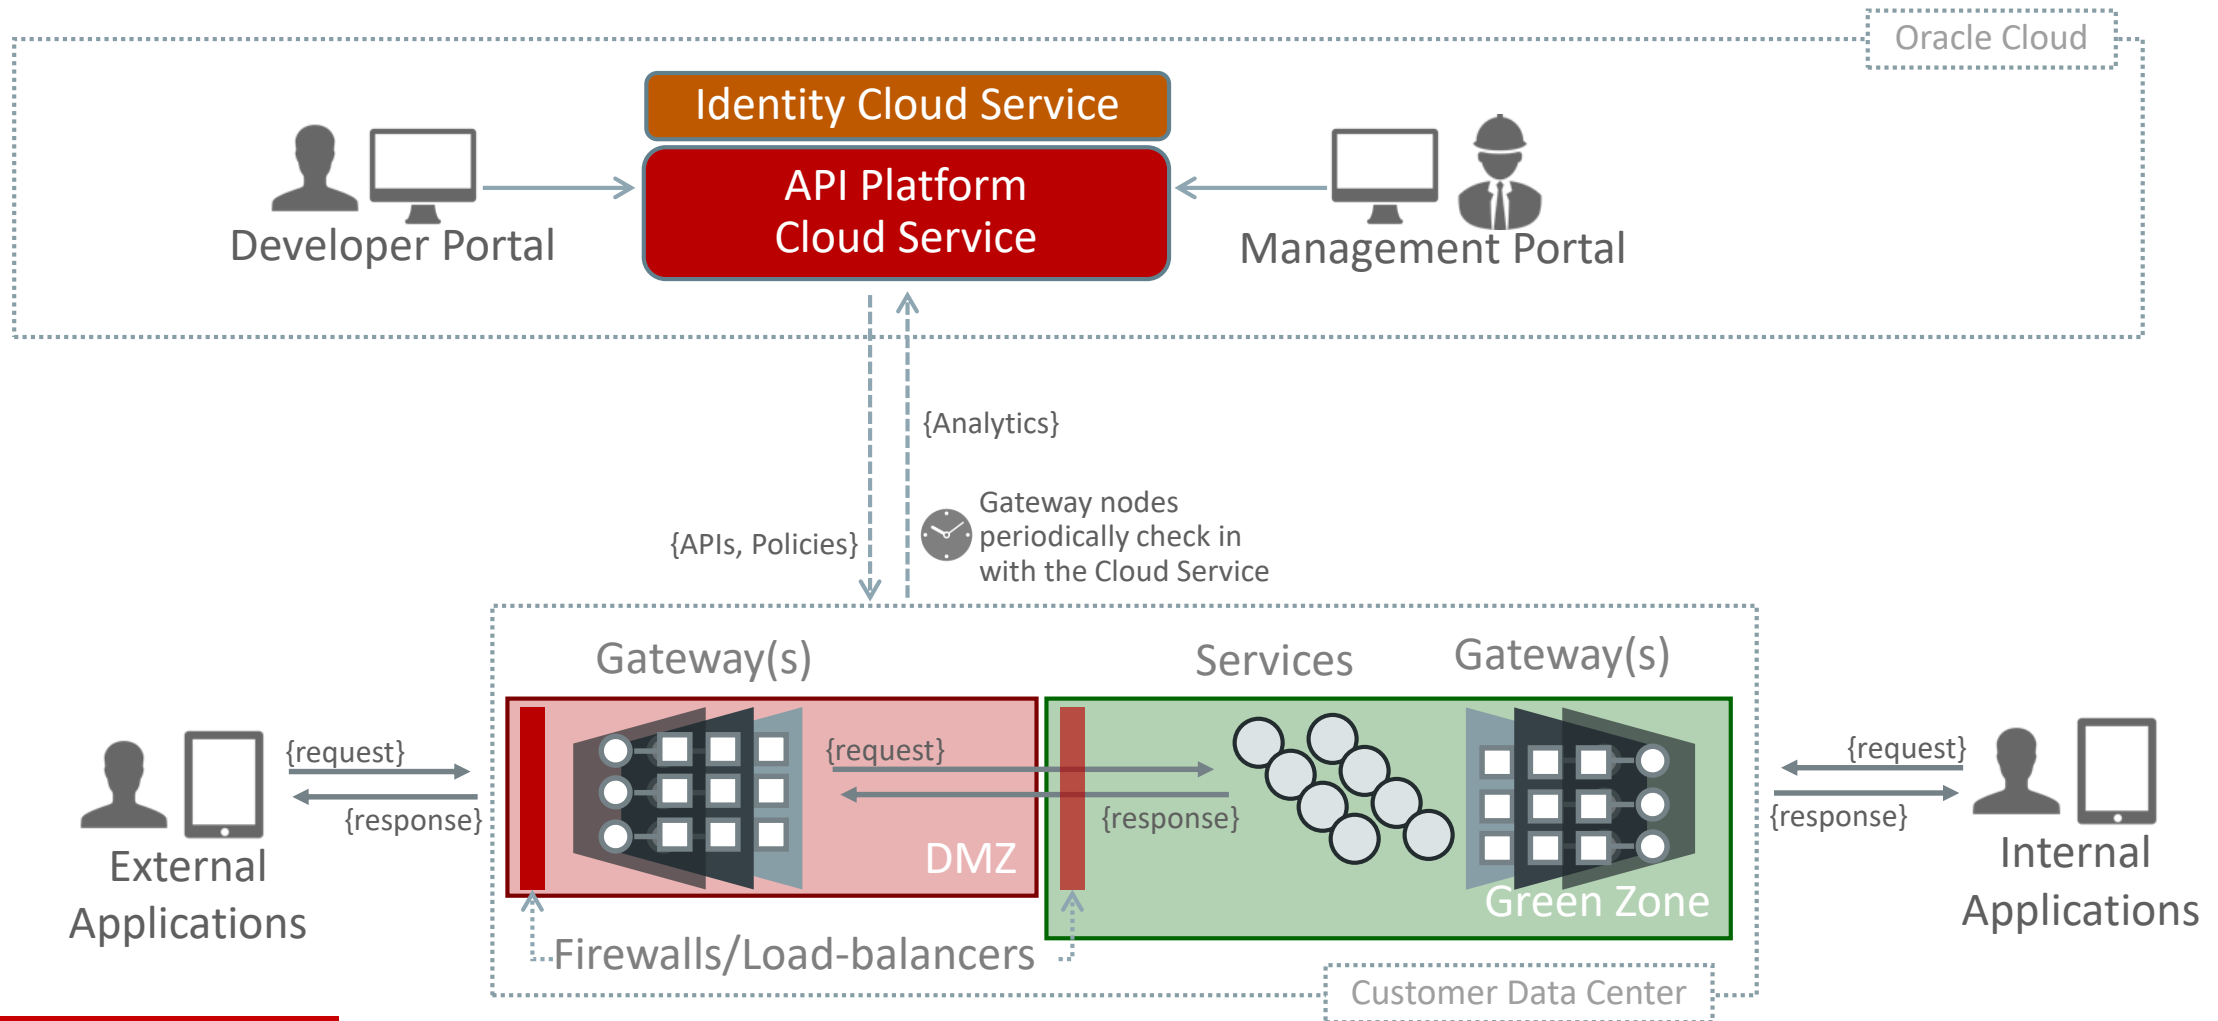 Oracle Cloud
Identity Cloud Service
API Platform
Cloud Service
Developer Portal
Management Portal
{Analytics}
Gateway nodes
periodically check in
with the Cloud Service
{APIs, Policies}
Gateway(s)
Services
Gateway(s)
{request}
{response}
{request}
{response}
{request}
{response}
DMZ
Green Zone
External
Applications
Internal
Applications
Firewalls/Load-balancers
Customer Data Center